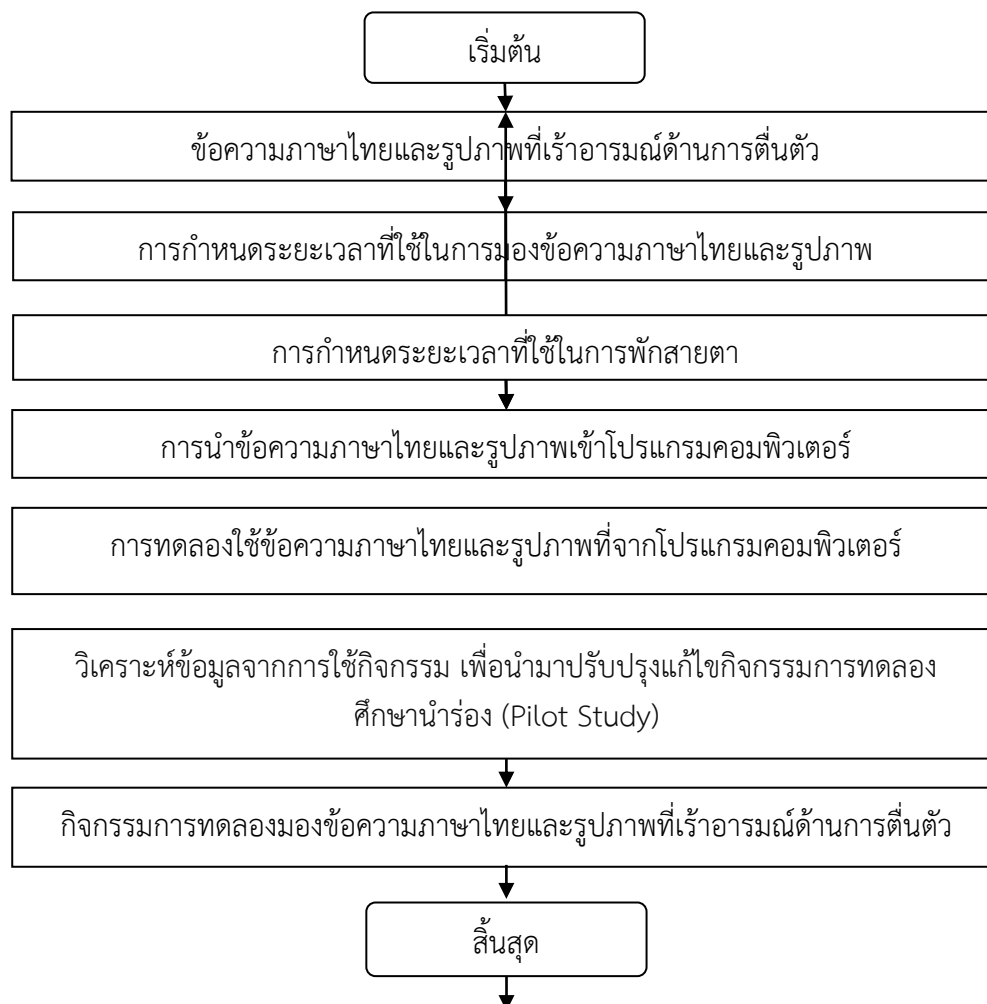 เริ่มต้น
ข้อความภาษาไทยและรูปภาพที่เร้าอารมณ์ด้านการตื่นตัว
การกำหนดระยะเวลาที่ใช้ในการมองข้อความภาษาไทยและรูปภาพ
การกำหนดระยะเวลาที่ใช้ในการพักสายตา
การนำข้อความภาษาไทยและรูปภาพเข้าโปรแกรมคอมพิวเตอร์
การทดลองใช้ข้อความภาษาไทยและรูปภาพที่จากโปรแกรมคอมพิวเตอร์
วิเคราะห์ข้อมูลจากการใช้กิจกรรม เพื่อนำมาปรับปรุงแก้ไขกิจกรรมการทดลอง
ศึกษานำร่อง (Pilot Study)
กิจกรรมการทดลองมองข้อความภาษาไทยและรูปภาพที่เร้าอารมณ์ด้านการตื่นตัว
สิ้นสุด